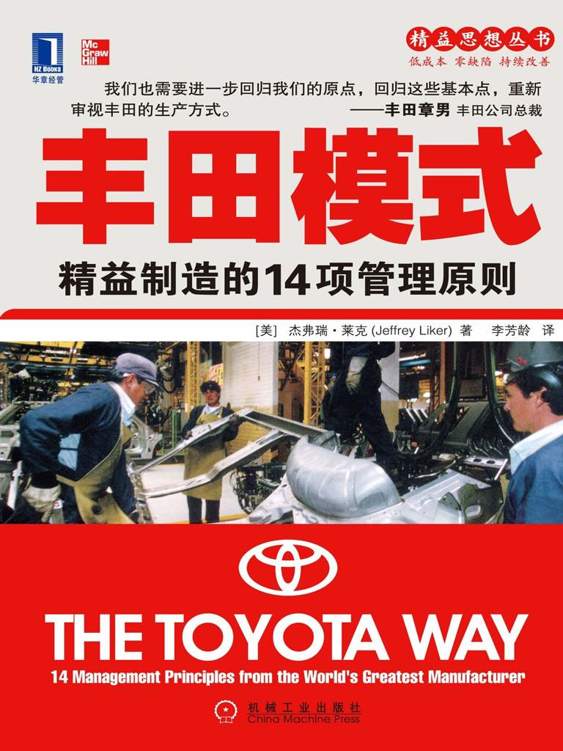 HZ Books
华章经管
Mc
Graw
Hill
精益思想丛书
低成本 零缺陷 持续改善
我们也需要进一步回归我们的原点，回归这些基本点，重新
审视丰田的生产方式。 ——丰田章男 丰田公司总裁
丰田模式
精益制造的14项管理原则
[美] 杰弗瑞·莱克 (Jeffrey Liker) 著 李芳龄 译
THE TOYOTA WAY
14 Management Principles from the World's Greatest Manufacturer
机械工业出版社
China Machine Press